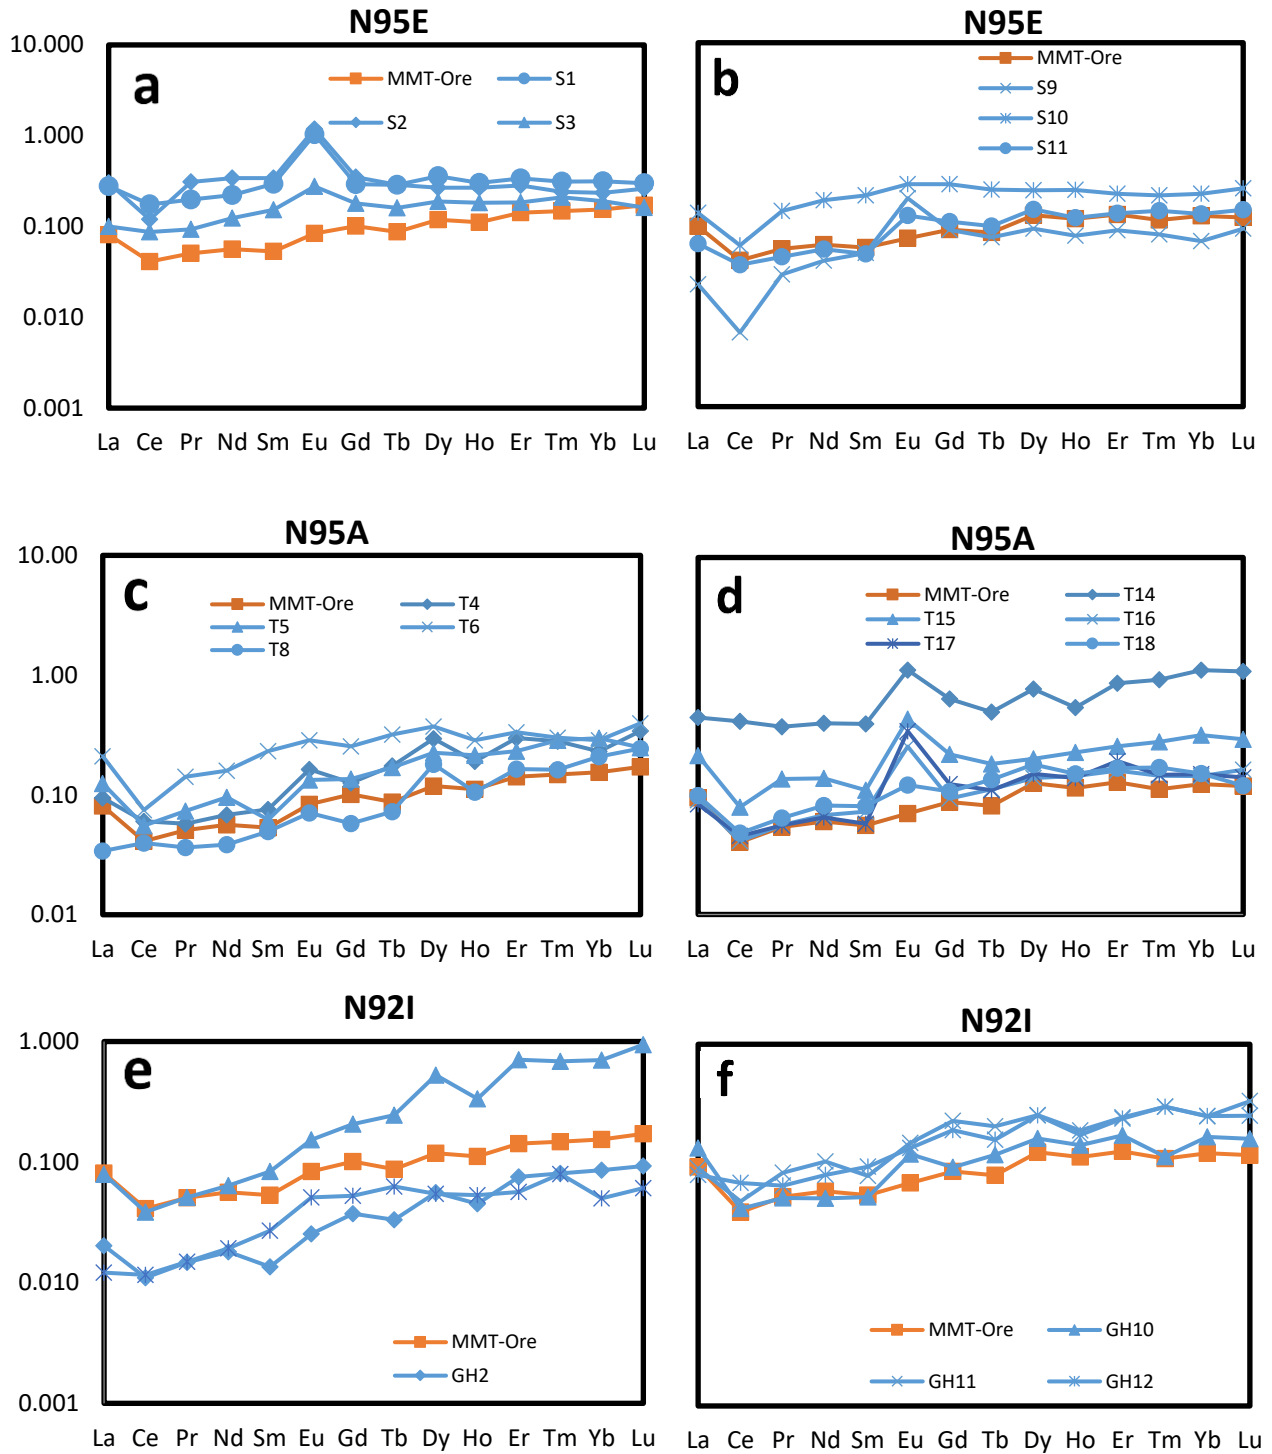 N95E
N95E
10.000
1.000
0.100
0.010
0.001
a
MMT-Ore
S1
S2
S3
La Ce Pr Nd Sm Eu Gd Tb Dy Ho Er Tm Yb Lu
b
MMT-Ore
S9
S10
S11
La Ce Pr Nd Sm Eu Gd Tb Dy Ho Er Tm Yb Lu
N95A
N95A
10.00
1.00
0.10
0.01
c
MMT-Ore
T4
T5
T6
T8
La Ce Pr Nd Sm Eu Gd Tb Dy Ho Er Tm Yb Lu
d
MMT-Ore
T14
T15
T16
T17
T18
La Ce Pr Nd Sm Eu Gd Tb Dy Ho Er Tm Yb Lu
N92I
N92I
1.000
0.100
0.010
0.001
e
MMT-Ore
GH2
La Ce Pr Nd Sm Eu Gd Tb Dy Ho Er Tm Yb Lu
f
MMT-Ore
GH10
GH11
GH12
La Ce Pr Nd Sm Eu Gd Tb Dy Ho Er Tm Yb Lu